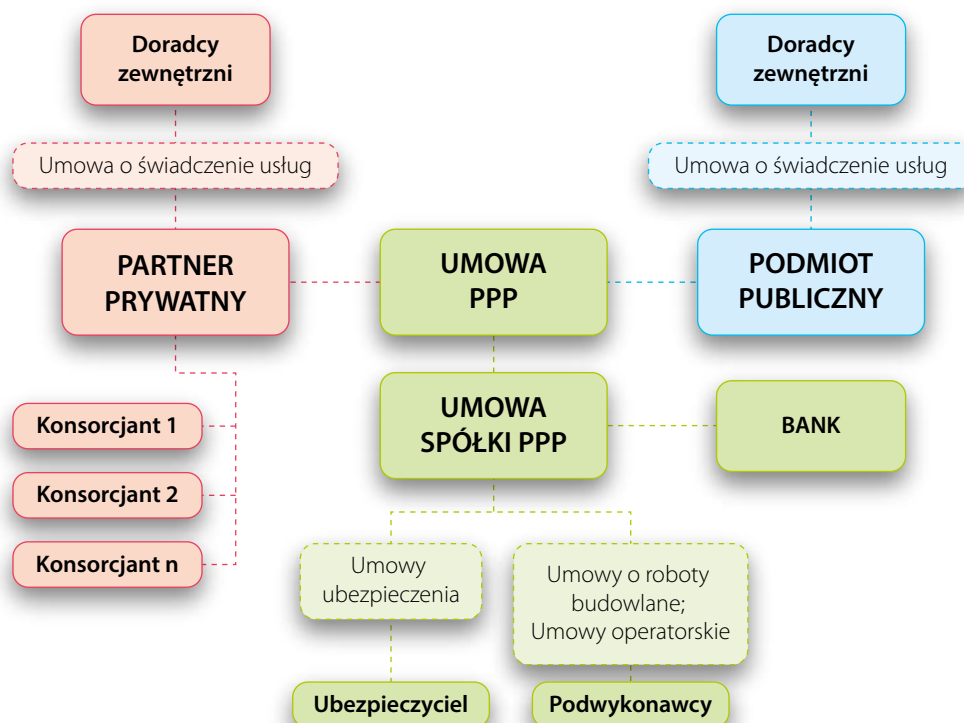 Doradcy
zewnętrzni
Doradcy
zewnętrzni
Umowa o świadczenie usług
Umowa o świadczenie usług
PARTNER
PRYWATNY
UMOWA
PPP
PODMIOT
PUBLICZNY
UMOWA
SPÓŁKI PPP
BANK
Konsorcjant 1
Konsorcjant 2
Konsorcjant n
Umowy
ubezpieczenia
Umowy o roboty
budowlane;
Umowy operatorskie
Ubezpieczyciel
Podwykonawcy